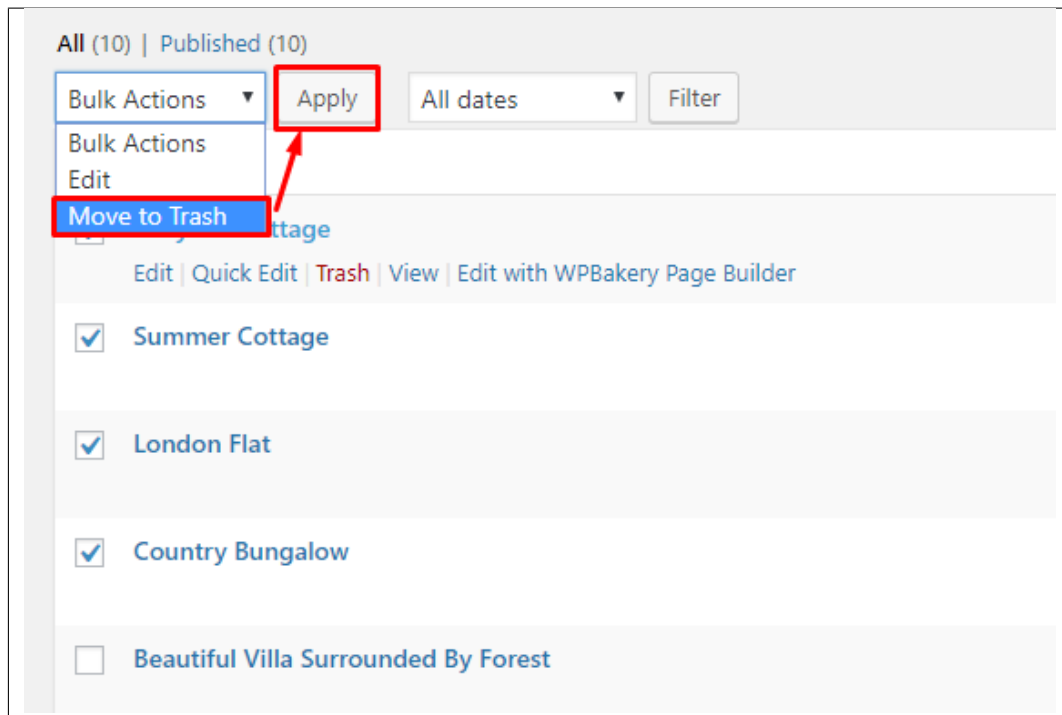 All (10) | Published (10)
Bulk Actions Apply All dates Filter
Bulk Actions
Edit
Move to Trash
ttage
Edit | Quick Edit | Trash | View | Edit with WPBakery Page Builder
Summer Cottage
London Flat
Country Bungalow
Beautiful Villa Surrounded By Forest